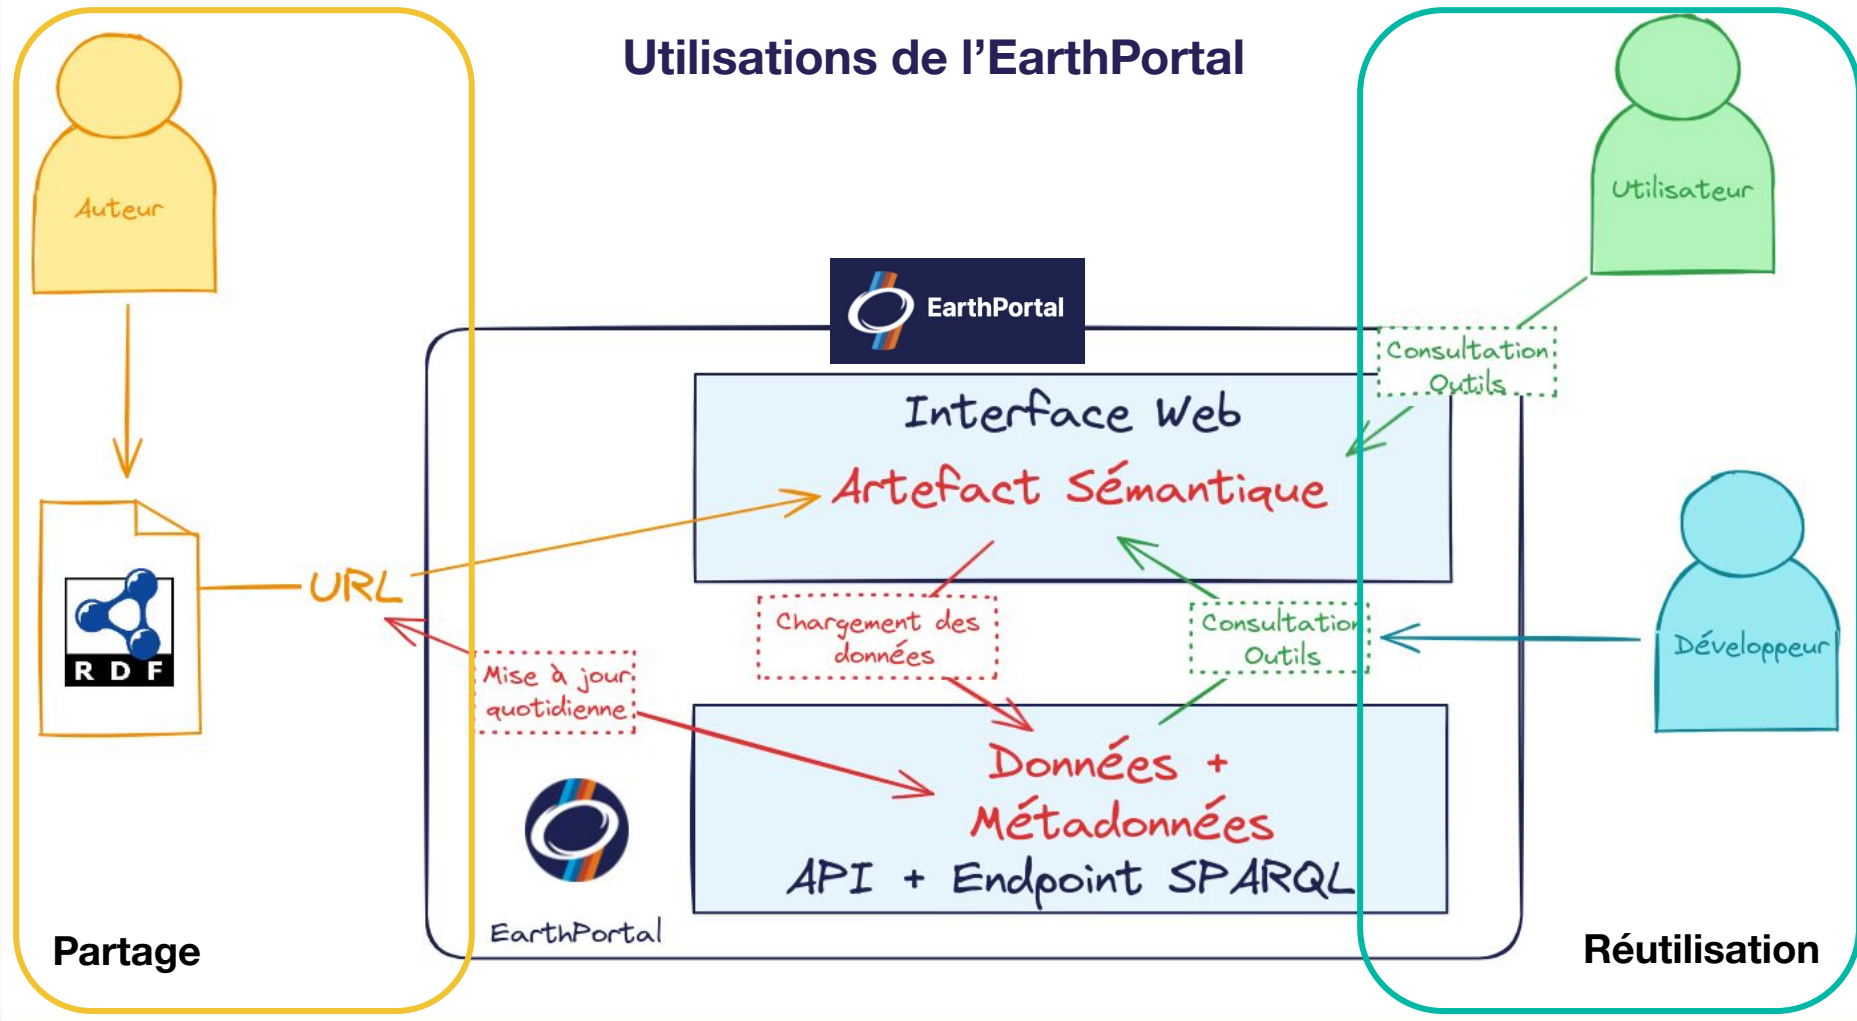 Utilisations de l'EarthPortal
Auteur
Utilisateur
EarthPortal
Consultation
Outils
Interface Web
Artefact Sémantique
URL
RDF
Chargement des
données
Consultation
Outils
Développeur
Mise à jour
quotidienne
Données +
Métadonnées
API + Endpoint SPARQL
EarthPortal
Partage
Réutilisation